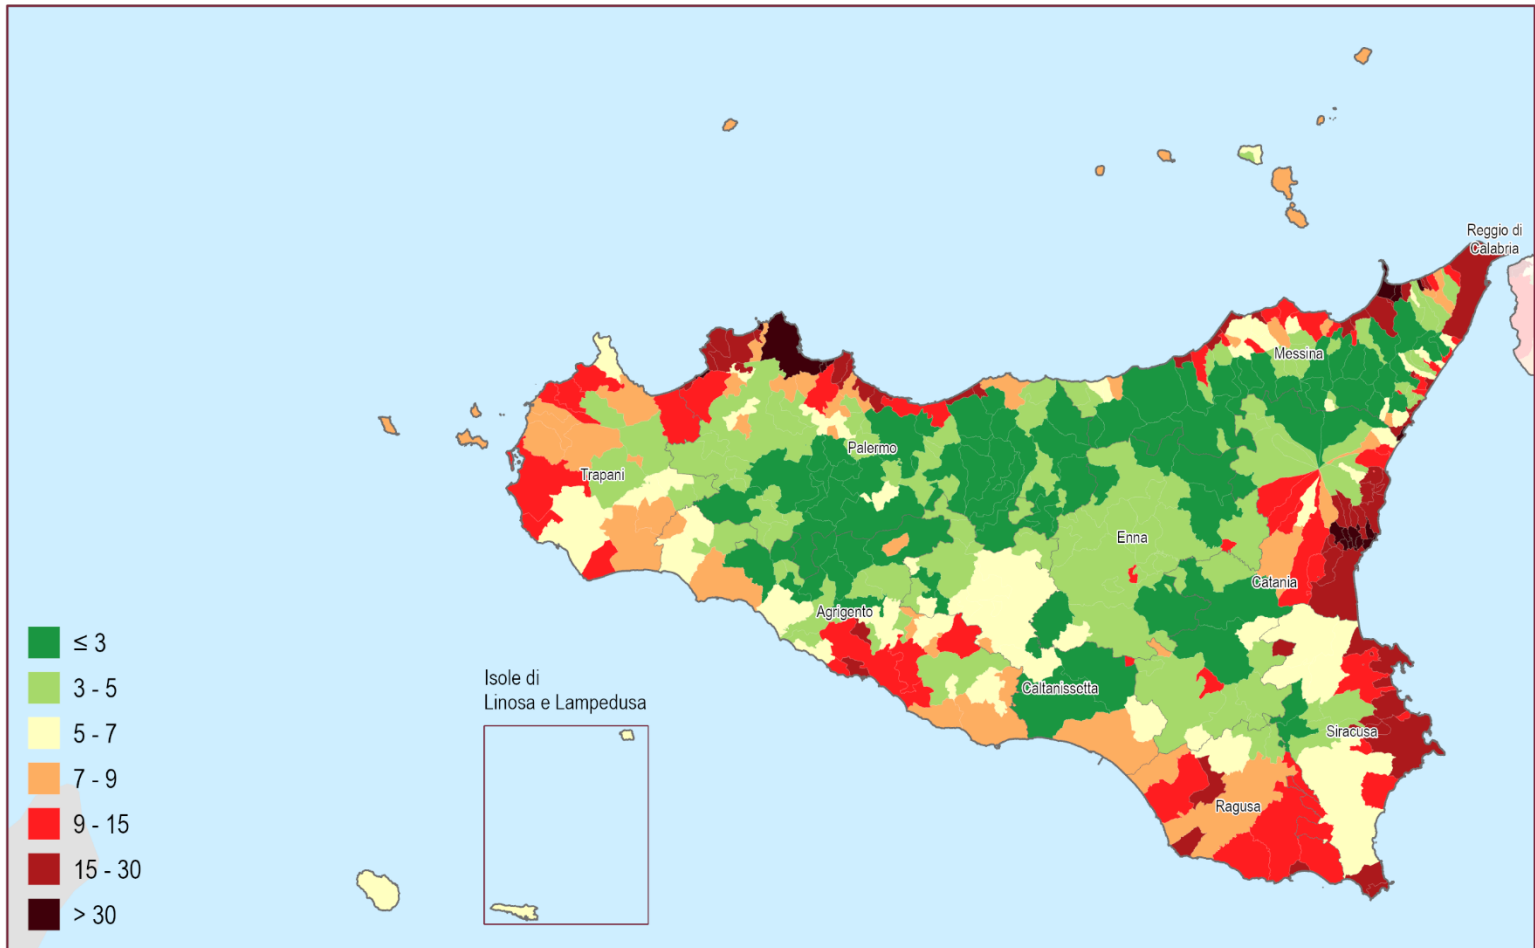 Reggio di
Calabria
Messina
Palermo
Trapani
Enna
Catania
Agrigento
≤ 3
3 - 5
Isole di
Linosa e Lampedusa
Caltanissetta
5 - 7
Siracusa
7 - 9
Ragusa
9 - 15
15 - 30
> 30